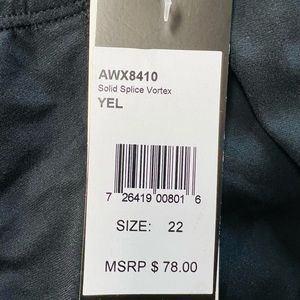 AWX8410
Solid Splice Vortex
YEL
7 26419 00801 6
SIZE: 22
MSRP $ 78.00